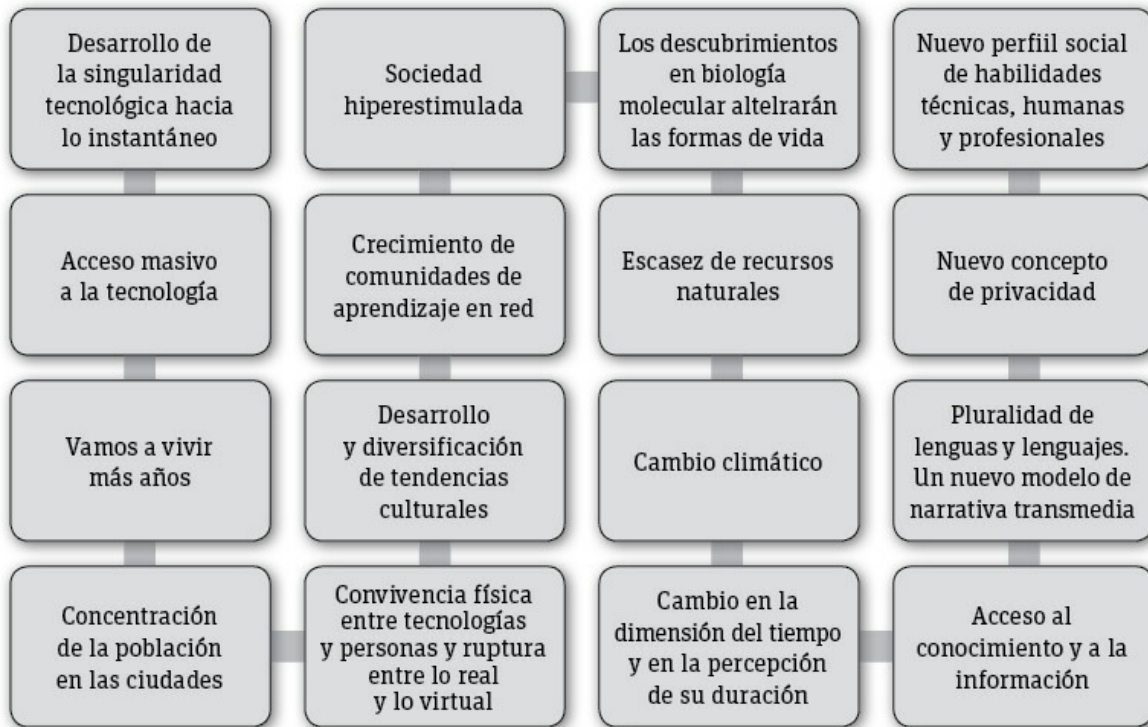 Desarrollo de
la singularidad
tecnológica hacia
lo instantáneo
Acceso masivo
a la tecnología
Vamos a vivir
más años
Concentración
de la población
en las ciudades
Convivencia física
entre tecnologías
y personas y ruptura
entre lo real
y lo virtual
Desarrollo
y diversificación
de tendencias
culturales
Crecimiento de
comunidades de
aprendizaje en red
Sociedad
hiperestimulada
Los descubrimientos
en biología
molecular altelrarán
las formas de vida
Escasez de recursos
naturales
Cambio climático
Cambio en la
dimensión del tiempo
y en la percepción
de su duración
Acceso al
conocimiento y a la
información
Pluralidad de
lenguas y lenguajes.
Un nuevo modelo de
narrativa transmedia
Nuevo concepto
de privacidad
Nuevo perfiil social
de habilidades
técnicas, humanas
y profesionales